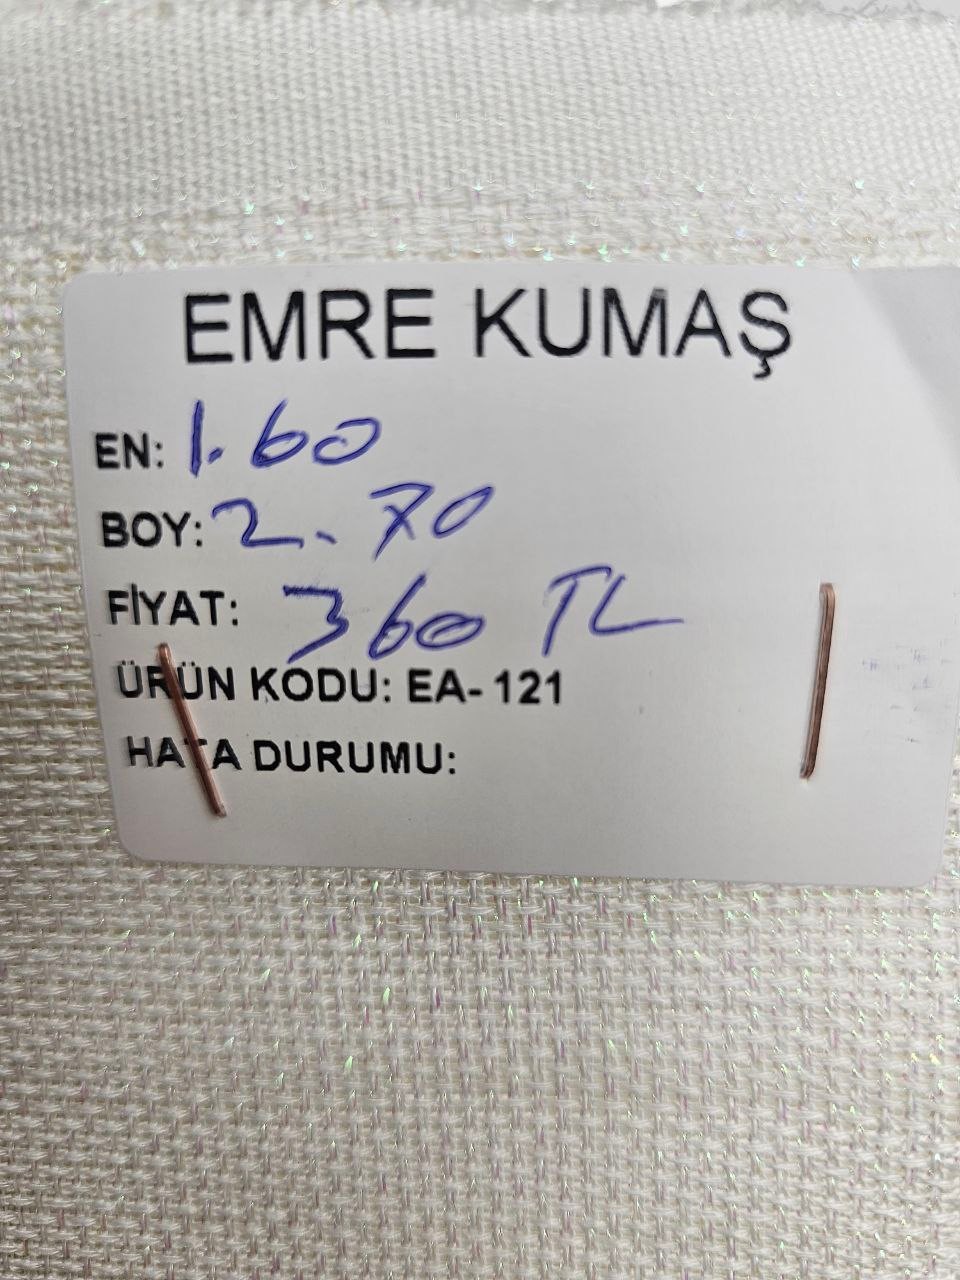 EMRE KUMAŞ
EN: 1.60
BOY: 2.70
FİYAT: 360 TL
ÜRÜN KODU: EA- 121
HATA DURUMU: